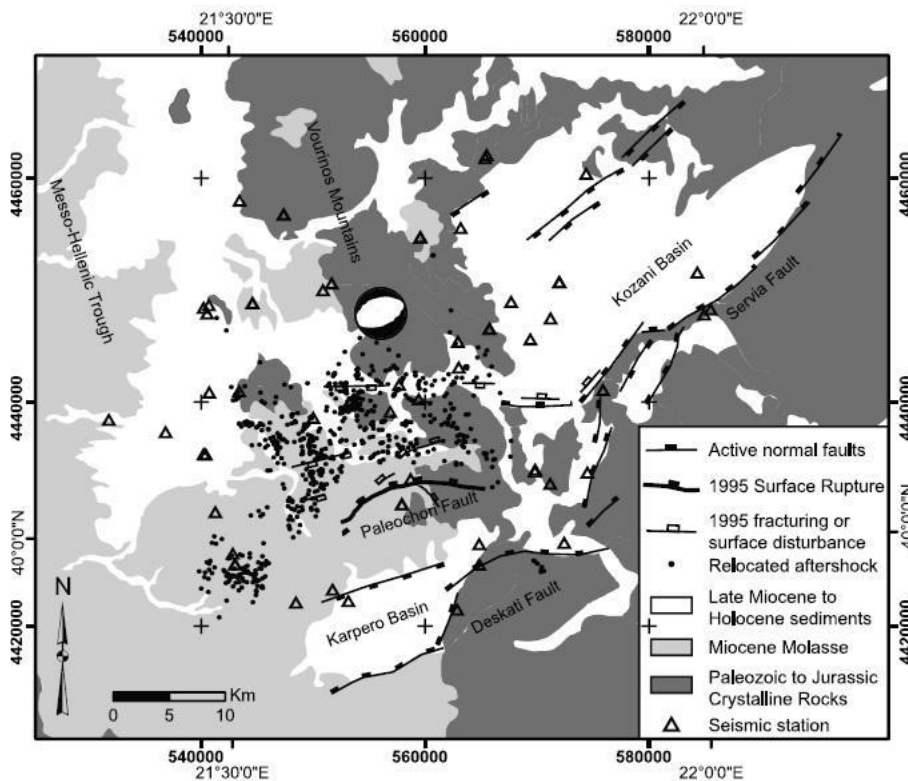 21°30'0"E
22°0'0"E
540000
560000
580000
4460000
4460000
Messo-Hellenic Trough
Vourinos Mountains
Kozani Basin
Servia Fault
4440000
4440000
Active normal faults
1995 Surface Rupture
1995 fracturing or
surface disturbance
Relocated aftershock
Late Miocene to
Holocene sediments
Miocene Molasse
Paleozoic to Jurassic
Crystalline Rocks
Seismic station
Paleochori Fault
40°0'0"N
40°0'0"N
Karpero Basin
Deskati Fault
4420000
4420000
N
Km
0
5
10
540000
560000
580000
21°30'0"E
22°0'0"E